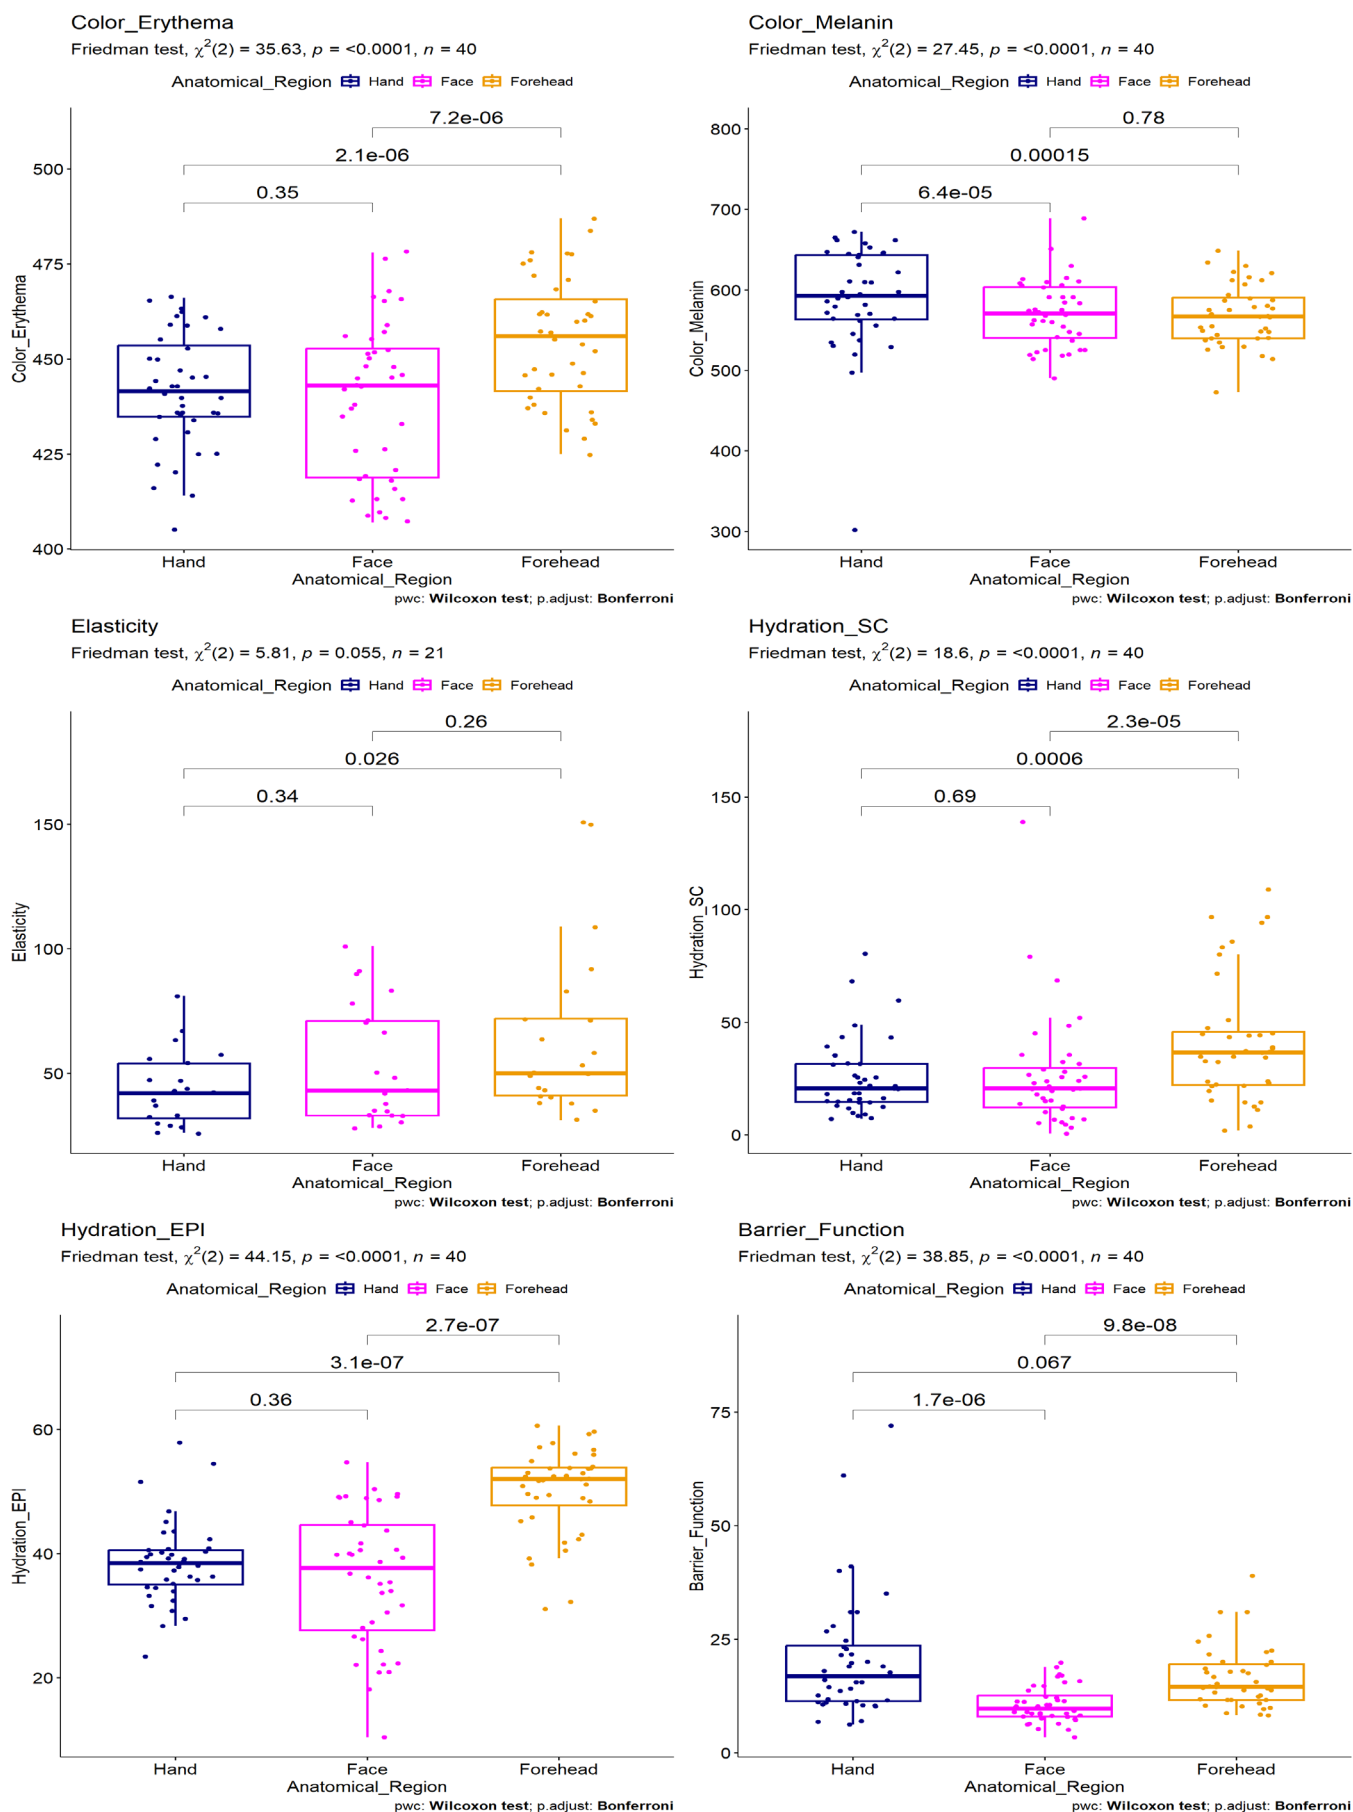 Color_Erythema
Friedman test, χ²(2) = 35.63, p = <0.0001, n = 40
Anatomical_Region Hand Face Forehead
7.2e-06
2.1e-06
0.35
500
475
450
425
400
Color_Erythema
Hand Face Forehead
Anatomical_Region
pwc: Wilcoxon test; p.adjust: Bonferroni
Color_Melanin
Friedman test, χ²(2) = 27.45, p = <0.0001, n = 40
Anatomical_Region Hand Face Forehead
0.78
0.00015
6.4e-05
800
700
600
500
400
300
Color_Melanin
Hand Face Forehead
Anatomical_Region
pwc: Wilcoxon test; p.adjust: Bonferroni
Elasticity
Friedman test, χ²(2) = 5.81, p = 0.055, n = 21
Anatomical_Region Hand Face Forehead
0.26
0.026
0.34
150
100
50
Elasticity
Hand Face Forehead
Anatomical_Region
pwc: Wilcoxon test; p.adjust: Bonferroni
Hydration_SC
Friedman test, χ²(2) = 18.6, p = <0.0001, n = 40
Anatomical_Region Hand Face Forehead
2.3e-05
0.0006
0.69
150
100
50
0
Hydration_SC
Hand Face Forehead
Anatomical_Region
pwc: Wilcoxon test; p.adjust: Bonferroni
Hydration_EPI
Friedman test, χ²(2) = 44.15, p = <0.0001, n = 40
Anatomical_Region Hand Face Forehead
2.7e-07
3.1e-07
0.36
60
40
20
Hydration_EPI
Hand Face Forehead
Anatomical_Region
pwc: Wilcoxon test; p.adjust: Bonferroni
Barrier_Function
Friedman test, χ²(2) = 38.85, p = <0.0001, n = 40
Anatomical_Region Hand Face Forehead
9.8e-08
0.067
1.7e-06
75
50
25
0
Barrier_Function
Hand Face Forehead
Anatomical_Region
pwc: Wilcoxon test; p.adjust: Bonferroni